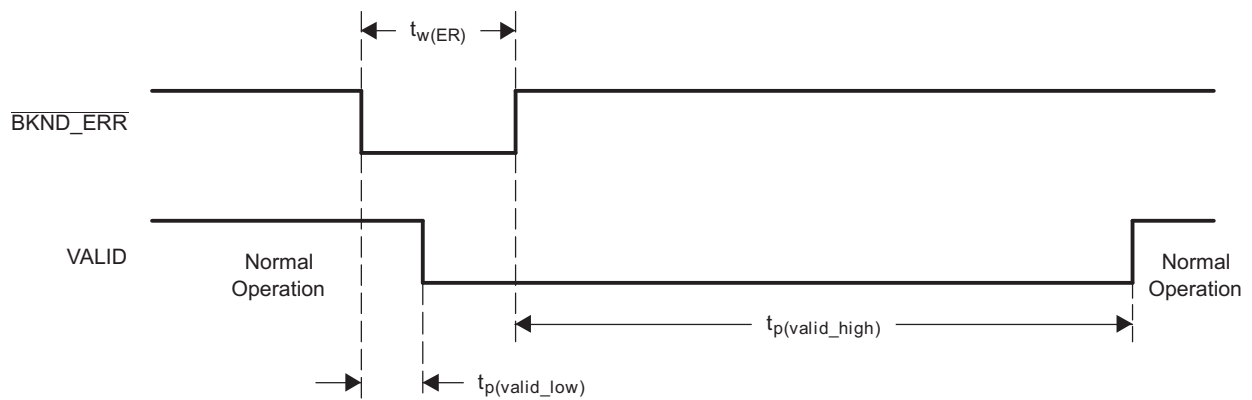 tw(ER)
BKND_ERR
VALID
Normal
Operation
Normal
Operation
tp(valid_high)
tp(valid_low)